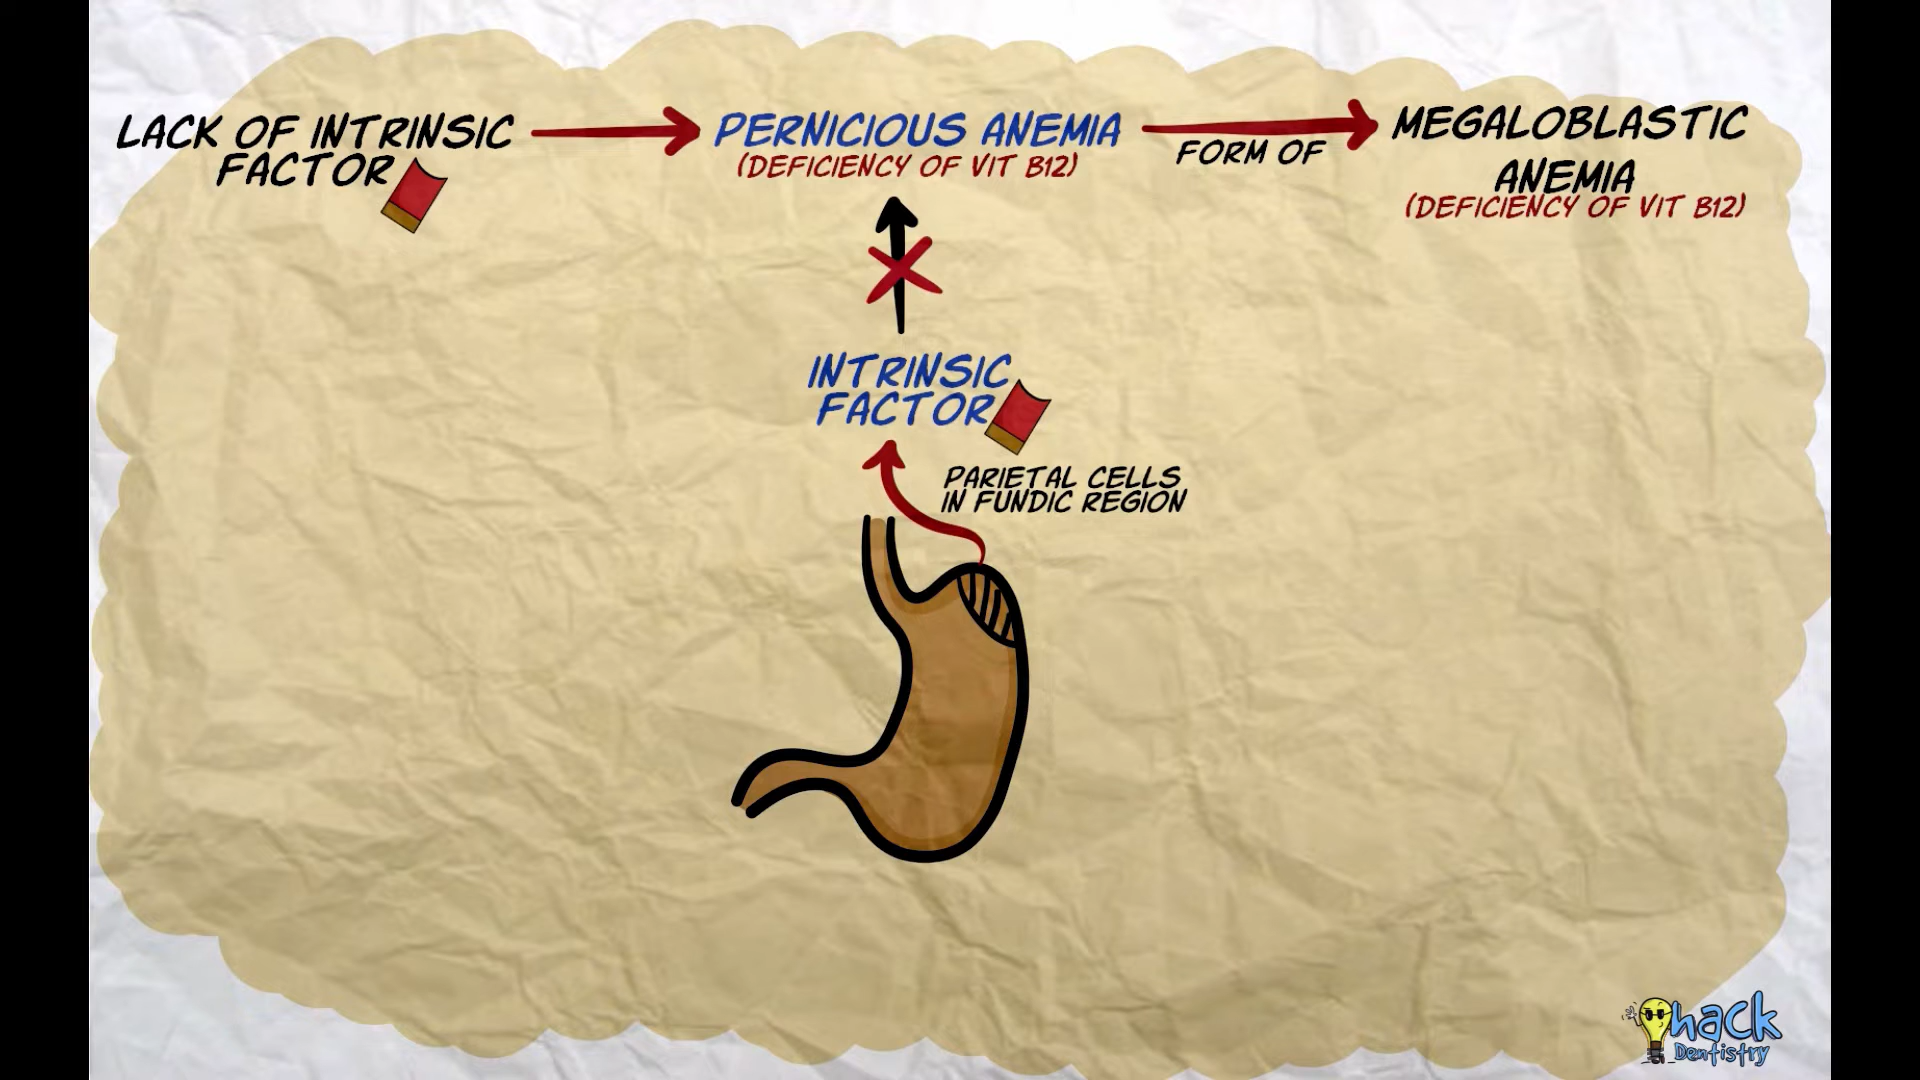 LACK OF INTRINSIC
FACTOR
PERNICIOUS ANEMIA
(DEFICIENCY OF VIT B12)
FORM OF
MEGALOBLASTIC
ANEMIA
(DEFICIENCY OF VIT B12)
INTRINSIC
FACTOR
PARIETAL CELLS
IN FUNDIC REGION
hack
Dentistry